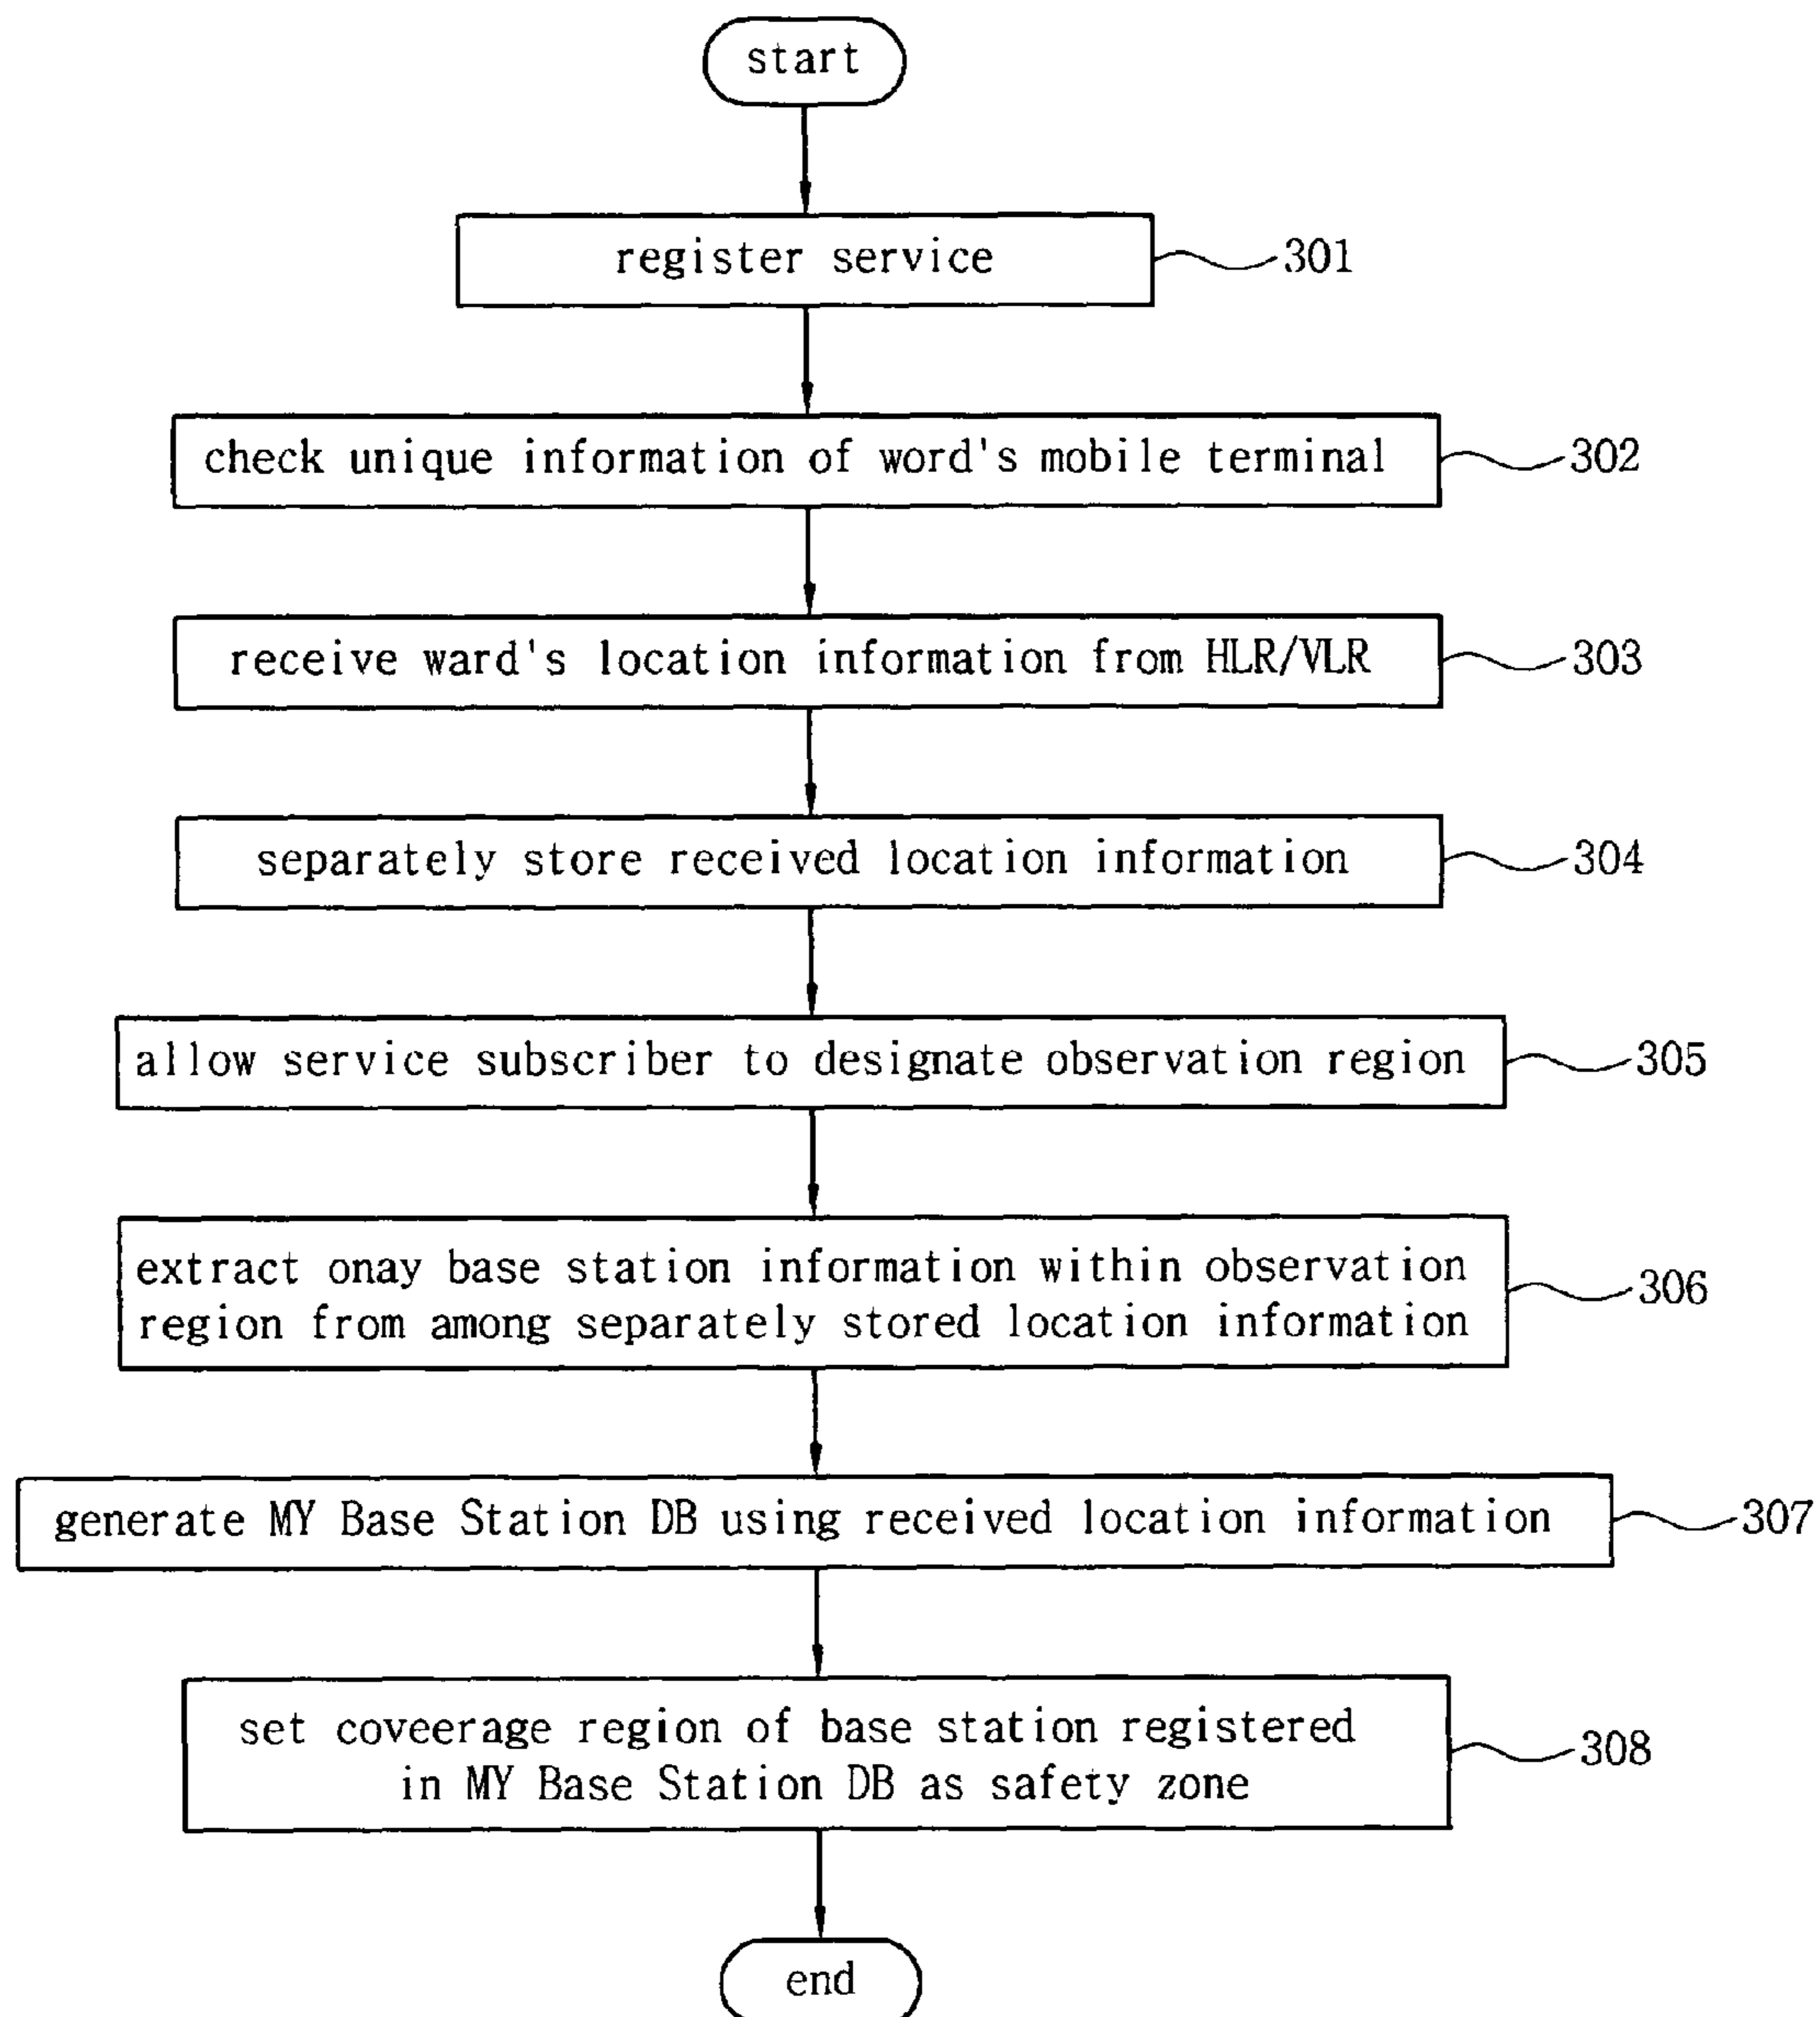 start
register service
301
check unique information of word's mobile terminal
302
receive ward's location information from HLR/VLR
303
separately store received location information
304
allow service subscriber to designate observation region
305
extract onay base station information within observation
region from among separately stored location information
306
generate MY Base Station DB using received location information
307
set coveerage region of base station registered
in MY Base Station DB as safety zone
308
end